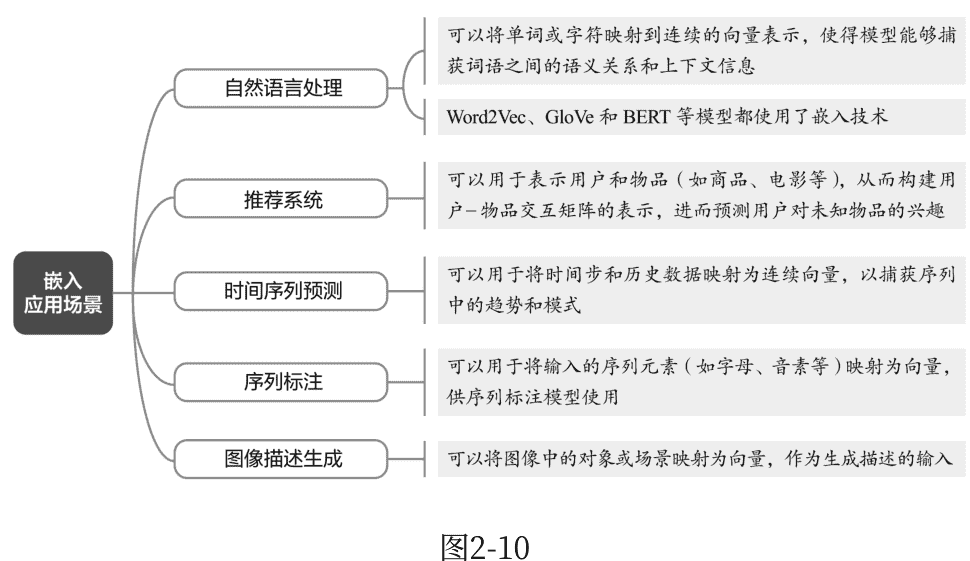 可以将单词或字符映射到连续的向量表示，使得模型能够捕
获词语之间的语义关系和上下文信息
自然语言处理
Word2Vec、GloVe 和 BERT 等模型都使用了嵌入技术
可以用于表示用户和物品（如商品、电影等），从而构建用
户–物品交互矩阵的表示，进而预测用户对未知物品的兴趣
推荐系统
嵌入
应用场景
可以用于将时间步和历史数据映射为连续向量，以捕获序列
中的趋势和模式
时间序列预测
可以用于将输入的序列元素（如字母、音素等）映射为向量，
供序列标注模型使用
序列标注
图像描述生成
可以将图像中的对象或场景映射为向量，作为生成描述的输入
图2-10